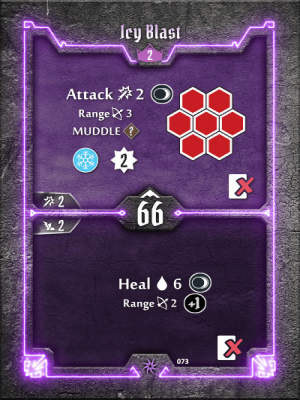 Icy Blast
2
Attack 2
Range 3
MUDDLE ?
2
2
66
2
Heal 6
Range 2 +1
073